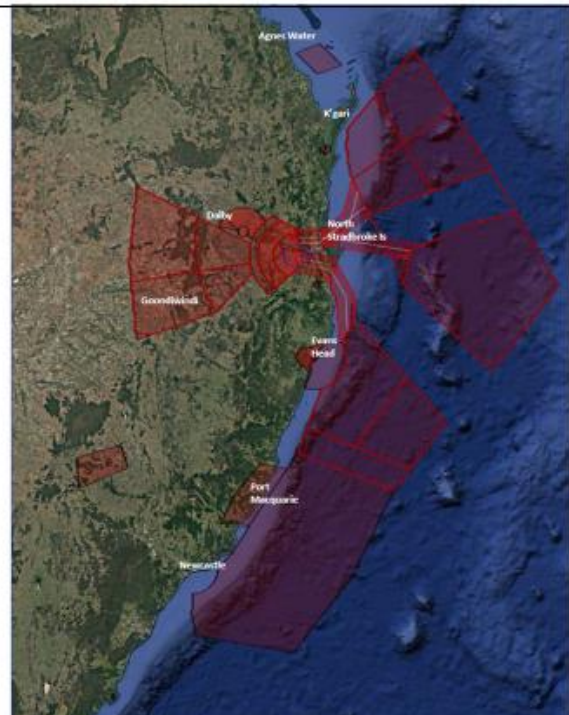 Agnes Water
K'gari
Dalby
North
Stradbroke Is
Goondiwindi
Evans
Head
Port
Macquarie
Newcastle